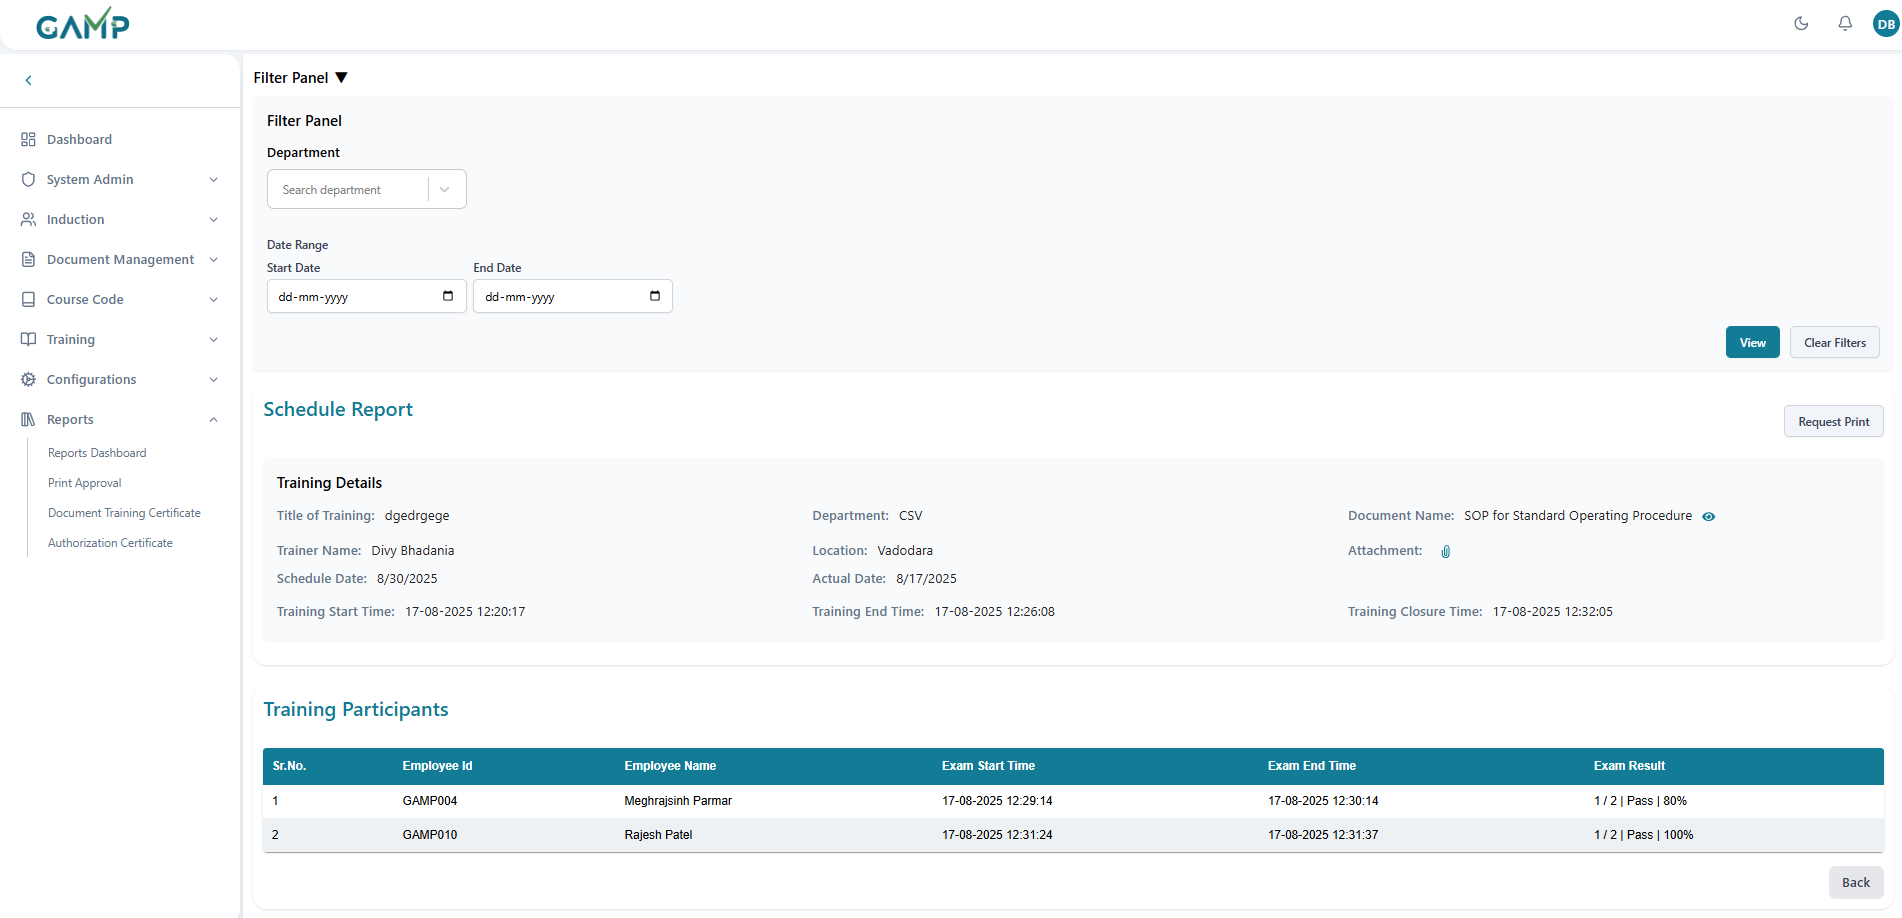 GAMP
DB
Dashboard
System Admin
Induction
Document Management
Course Code
Training
Configurations
Reports
Reports Dashboard
Print Approval
Document Training Certificate
Authorization Certificate
Filter Panel ▼
Filter Panel
Department
Search department
Date Range
Start Date End Date
dd-mm-yyyy dd-mm-yyyy
View Clear Filters
Schedule Report
Request Print
Training Details
Title of Training: dgedrgege Department: CSV Document Name: SOP for Standard Operating Procedure
Trainer Name: Divy Bhadania Location: Vadodara Attachment:
Schedule Date: 8/30/2025 Actual Date: 8/17/2025
Training Start Time: 17-08-2025 12:20:17 Training End Time: 17-08-2025 12:26:08 Training Closure Time: 17-08-2025 12:32:05
Training Participants
Sr.No. Employee Id Employee Name Exam Start Time Exam End Time Exam Result
1 GAMP004 Meghrajsinh Parmar 17-08-2025 12:29:14 17-08-2025 12:30:14 1 / 2 | Pass | 80%
2 GAMP010 Rajesh Patel 17-08-2025 12:31:24 17-08-2025 12:31:37 1 / 2 | Pass | 100%
Back